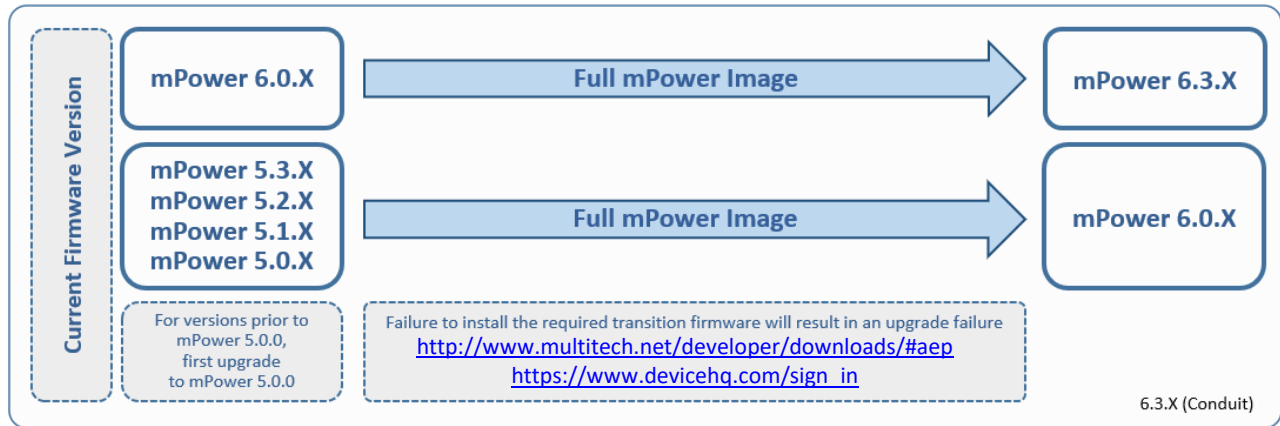 Current Firmware Version
mPower 6.0.X
Full mPower Image
mPower 6.3.X
mPower 5.3.X
mPower 5.2.X
mPower 5.1.X
mPower 5.0.X
Full mPower Image
mPower 6.0.X
For versions prior to
mPower 5.0.0,
first upgrade
to mPower 5.0.0
Failure to install the required transition firmware will result in an upgrade failure
http://www.multitech.net/developer/downloads/#aep
https://www.devicehq.com/sign_in
6.3.X (Conduit)